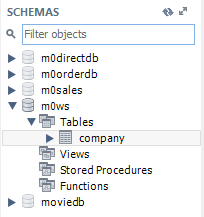 SCHEMAS
Filter objects
m0directdb
m0orderdb
m0sales
m0ws
Tables
company
Views
Stored Procedures
Functions
moviedb